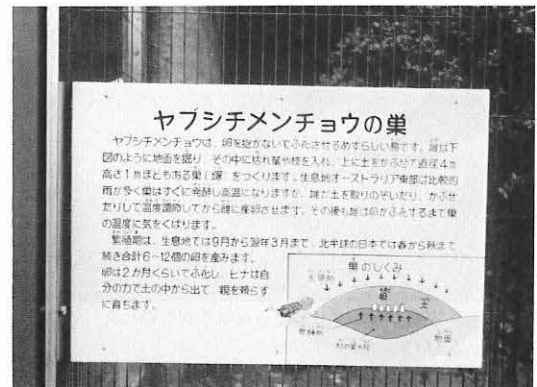 ヤブシチメンチョウの巣
ヤブシチメンチョウは、卵を抱かないでふ化させるめずらしい鳥です。雄は下
図のように地面を掘り、その中に枯れ葉や枝を入れ、上に土をかぶせて直径4m
高さ1mほどもある巣(塚)をつくります。生息地オーストラリア東部は比較的
雨が多く巣はすぐに発酵し高温になりますが、雄が土を取りのぞいたり、かぶせ
たりして温度調節してから雌に産卵させます。その後も雄は卵がふ化するまで巣
の温度に気をくばります。
繁殖期は、生息地では9月から翌年3月まで、北半球の日本では春から秋まで
続き合計6~12個の卵を産みます。
卵は2か月くらいでふ化し、ヒナは自
分の力で土の中から出て、親を頼らず
に育ちます。
巣のしくみ
太陽熱
卵
土
発酵熱
地面